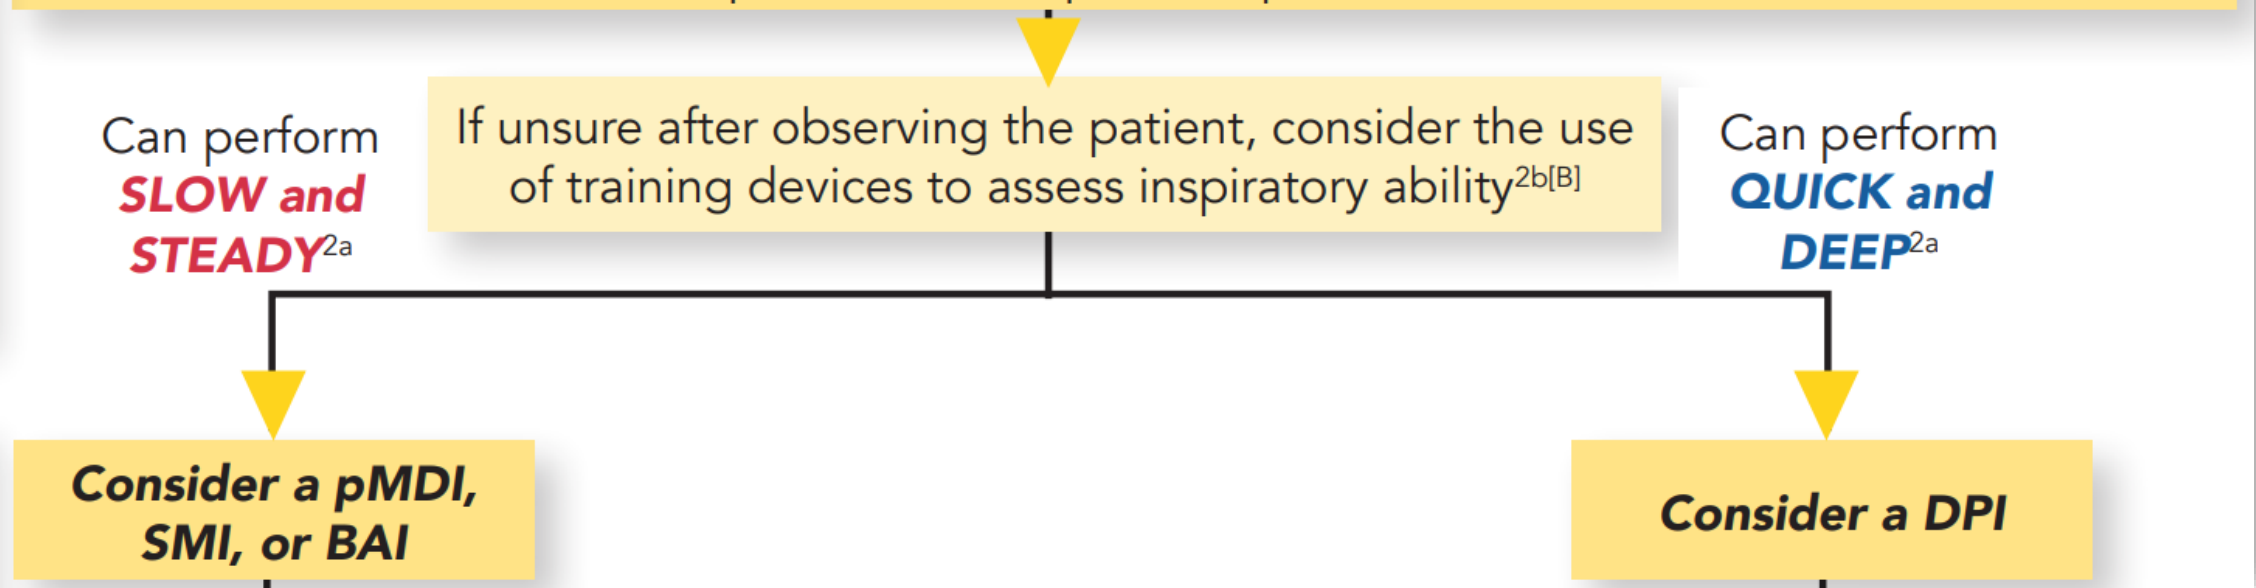 Can perform
SLOW and
STEADY2a
If unsure after observing the patient, consider the use
of training devices to assess inspiratory ability2b[B]
Can perform
QUICK and
DEEP2a
Consider a pMDI,
SMI, or BAI
Consider a DPI